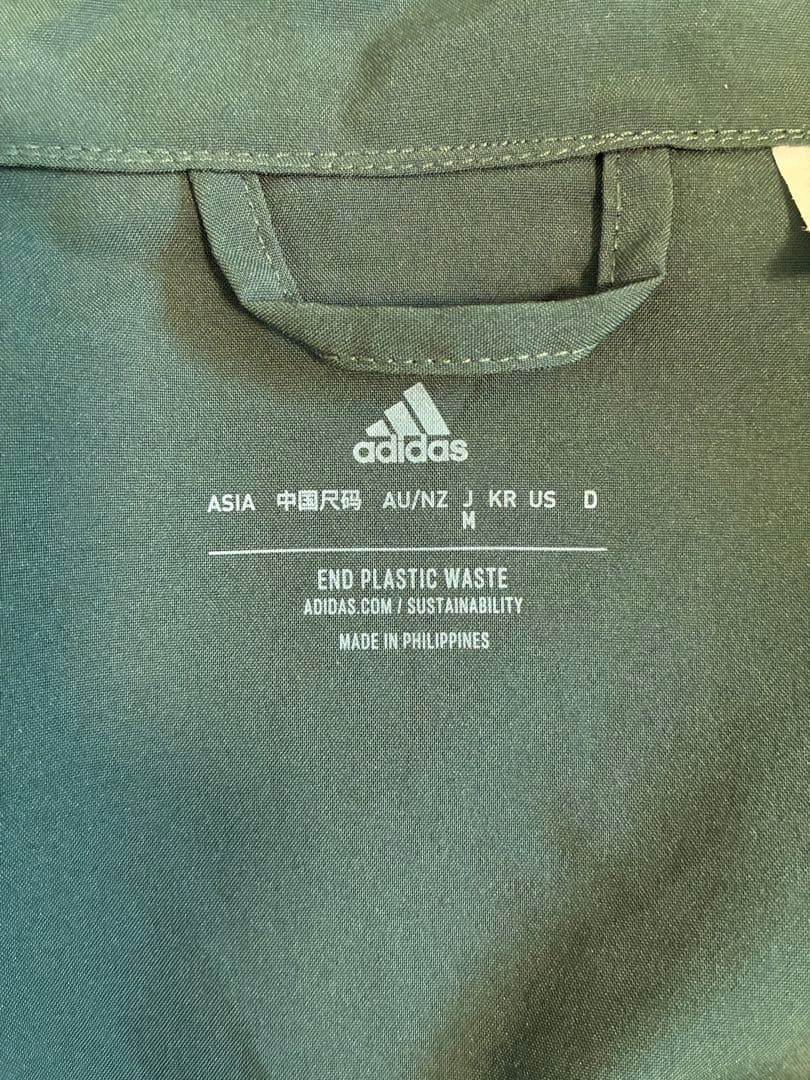 adidas
ASIA 中国尺码 AU/NZ J KR US D
M
END PLASTIC WASTE
ADIDAS.COM / SUSTAINABILITY
MADE IN PHILIPPINES